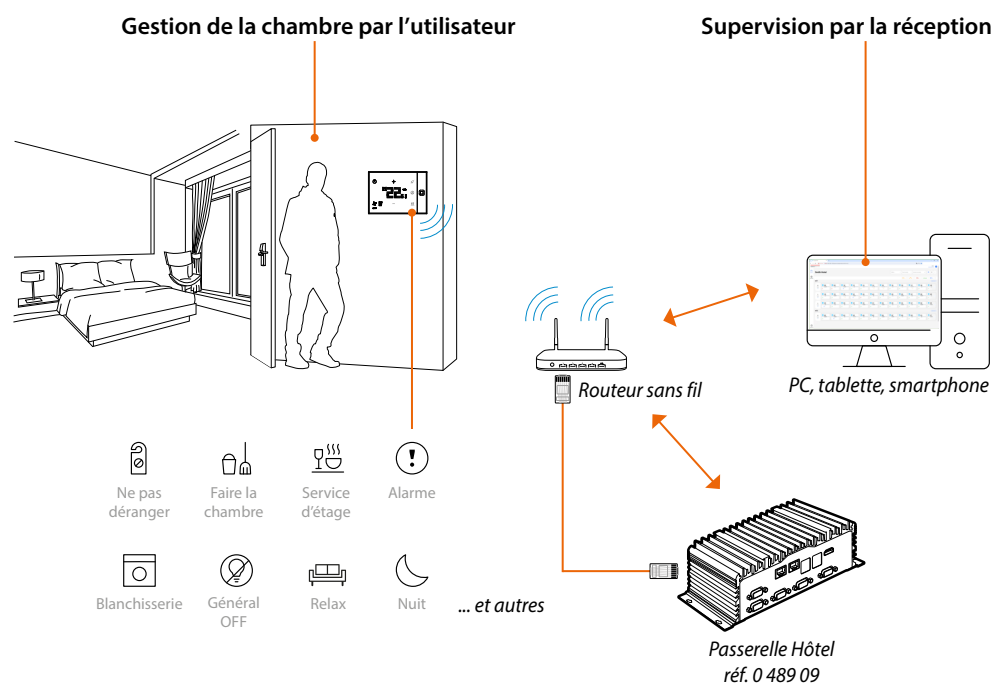 Gestion de la chambre par l'utilisateur
Supervision par la réception
22
PC, tablette, smartphone
Routeur sans fil
Ne pas
déranger
Faire la
chambre
Service
d'étage
Alarme
Blanchisserie
Général
OFF
Relax
Nuit
... et autres
Passerelle Hôtel
réf. 0 489 09